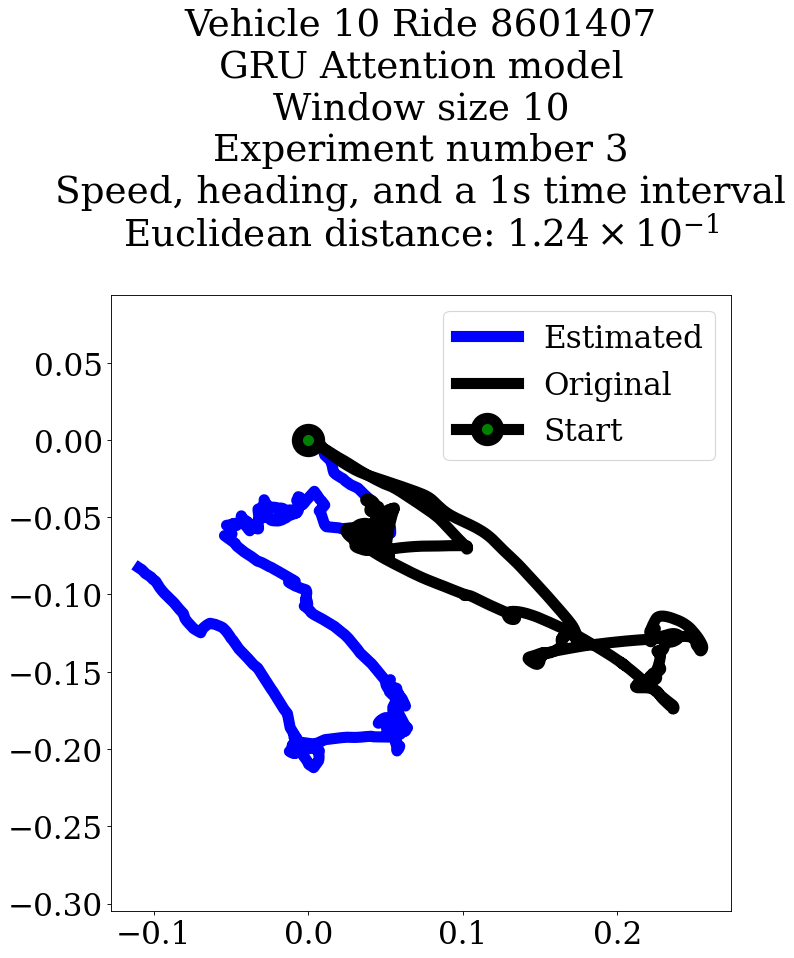 Vehicle 10 Ride 8601407
GRU Attention model
Window size 10
Experiment number 3
Speed, heading, and a 1s time interval
Euclidean distance: 1.24 × 10⁻¹
Estimated
Original
Start
0.05
0.00
−0.05
−0.10
−0.15
−0.20
−0.25
−0.30
−0.1
0.0
0.1
0.2